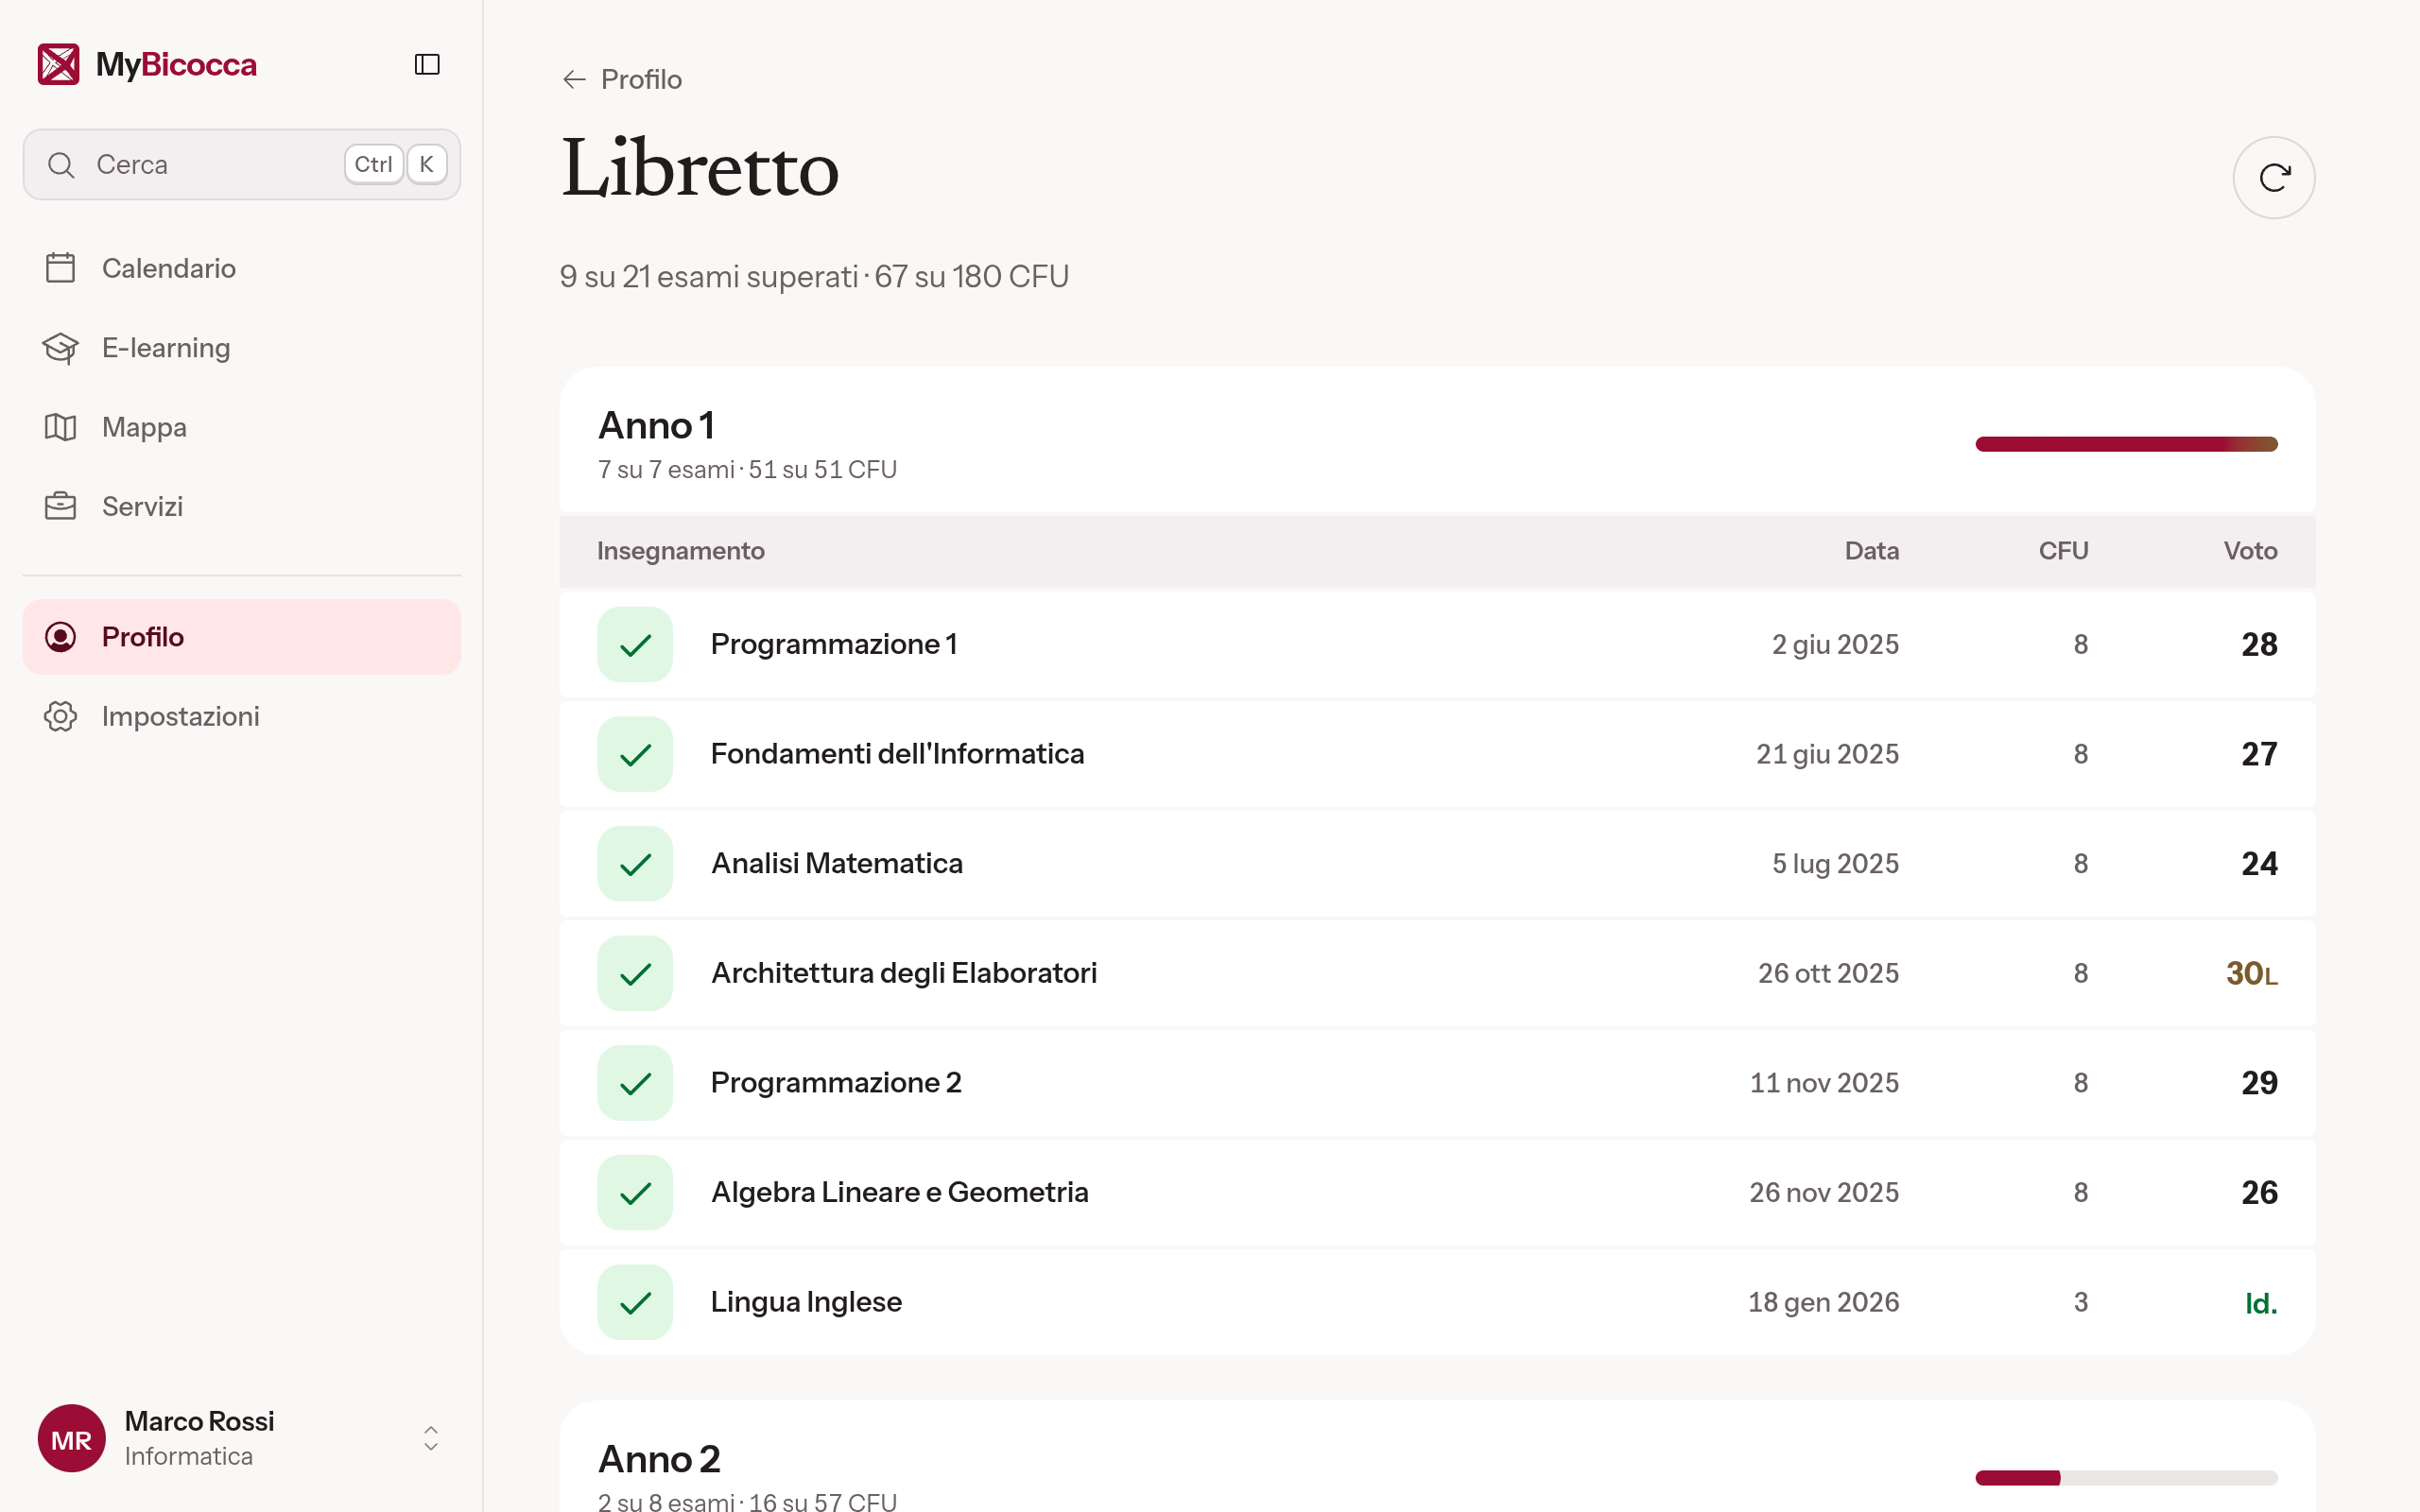 MyBicocca
Cerca Ctrl K
Calendario
E-learning
Mappa
Servizi
Profilo
Impostazioni
MR
Marco Rossi
Informatica
Profilo
Libretto
9 su 21 esami superati · 67 su 180 CFU
Anno 1
7 su 7 esami · 51 su 51 CFU
Insegnamento Data CFU Voto
Programmazione 1 2 giu 2025 8 28
Fondamenti dell'Informatica 21 giu 2025 8 27
Analisi Matematica 5 lug 2025 8 24
Architettura degli Elaboratori 26 ott 2025 8 30L
Programmazione 2 11 nov 2025 8 29
Algebra Lineare e Geometria 26 nov 2025 8 26
Lingua Inglese 18 gen 2026 3 Id.
Anno 2
2 su 8 esami · 16 su 57 CFU